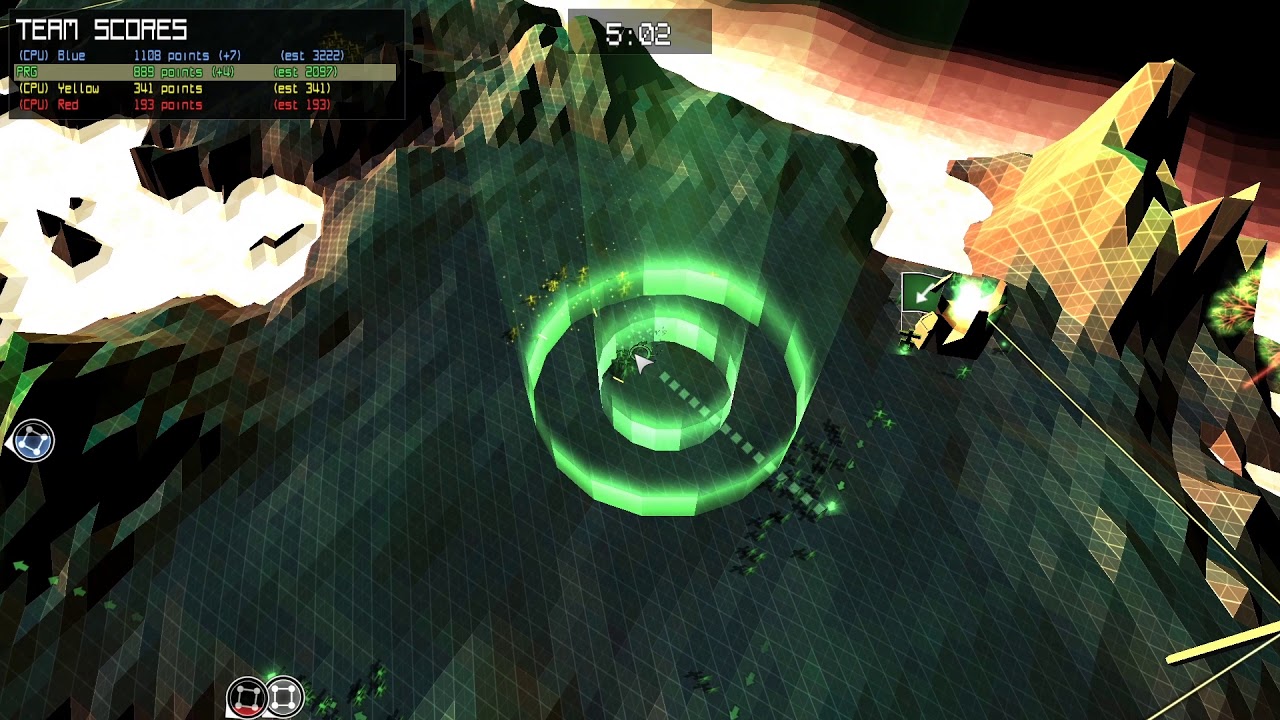 TEAM SCORES
5:02
(CPU) Blue 1108 points (+7) (est 3222)
PRG 889 points (+4) (est 2097)
(CPU) Yellow 341 points (est 341)
(CPU) Red 193 points (est 193)